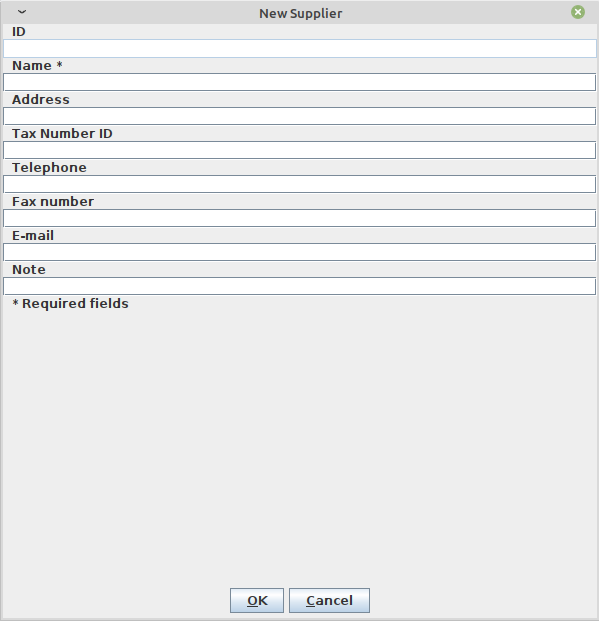 New Supplier
ID
Name *
Address
Tax Number ID
Telephone
Fax number
E-mail
Note
* Required fields
OK Cancel